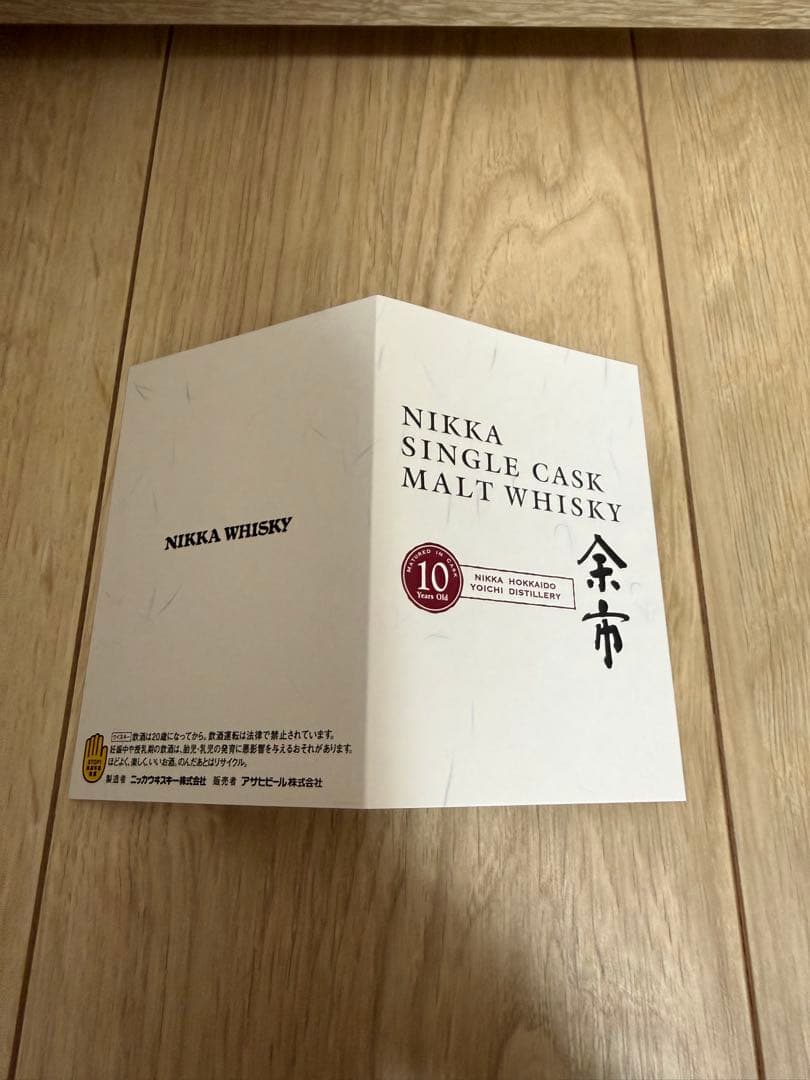 NIKKA WHISKY
ウイスキー 飲酒は20歳になってから。飲酒運転は法律で禁止されています。
妊娠中や授乳期の飲酒は、胎児・乳児の発育に悪影響を与えるおそれがあります。
ほどよく、楽しく、いいお酒。のんだあとはリサイクル。
製造者 ニッカウヰスキー株式会社 販売者 アサヒビール株式会社
STOP!
NIKKA
SINGLE CASK
MALT WHISKY
余市
MATURED IN CASK
10
Years Old
NIKKA HOKKAIDO
YOICHI DISTILLERY